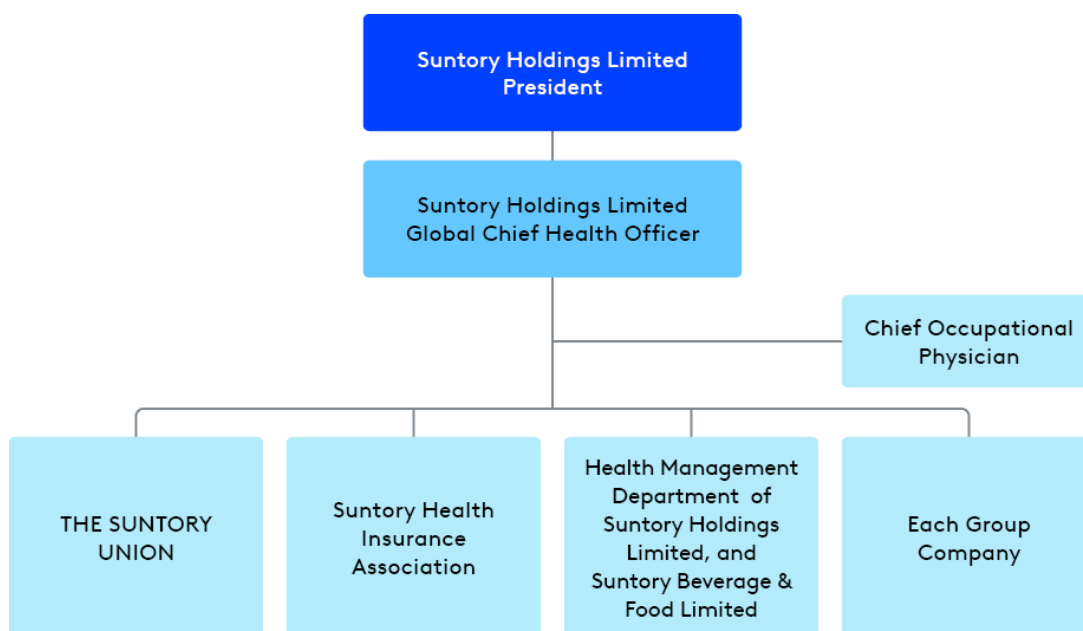 Suntory Holdings Limited
President
Suntory Holdings Limited
Global Chief Health Officer
Chief Occupational
Physician
THE SUNTORY
UNION
Suntory Health
Insurance
Association
Health Management
Department of
Suntory Holdings
Limited, and
Suntory Beverage &
Food Limited
Each Group
Company